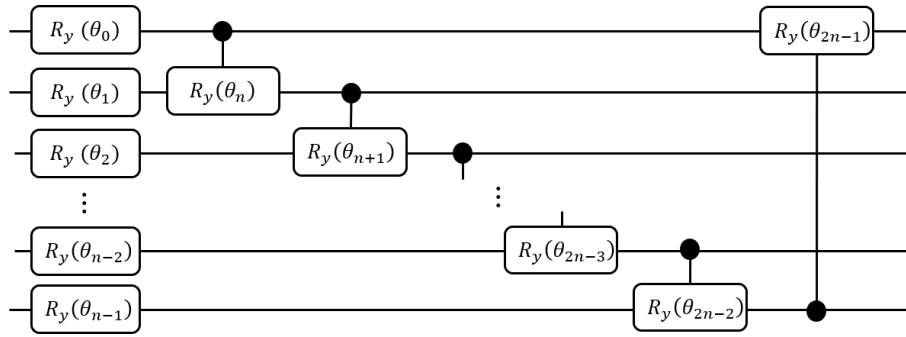 R_y (θ_0)
R_y(θ_{2n-1})
R_y (θ_1)
R_y(θ_n)
R_y (θ_2)
R_y(θ_{n+1})
⋮
⋮
R_y(θ_{n-2})
R_y(θ_{2n-3})
R_y(θ_{n-1})
R_y(θ_{2n-2})